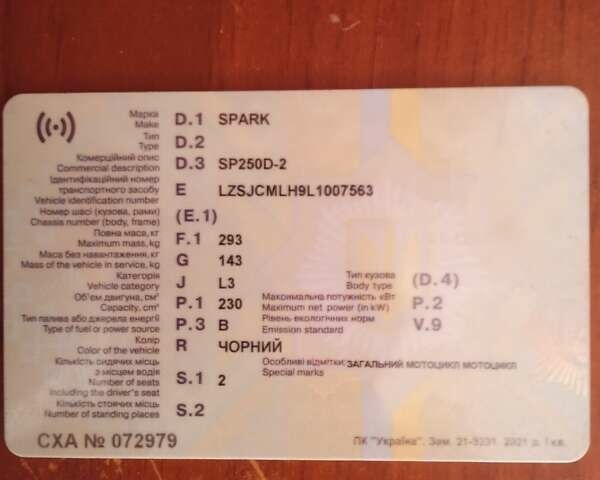 Марка
Make D.1 SPARK
Тип
Type D.2
Комерційний опис
Commercial description D.3 SP250D-2
Ідентифікаційний номер
транспортного засобу
Vehicle identification number E LZSJCMLH9L1007563
Номер шасі (кузова, рами)
Chassis number (body, frame) (E.1)
Повна маса, кг
Maximum mass, kg F.1 293
Маса без навантаження, кг
Mass of the vehicle in service, kg G 143
Категорія
Vehicle category J L3
Тип кузова
Body type (D.4)
Об'єм двигуна, см³
Capacity, cm³ P.1 230
Максимальна потужність кВт
Maximum net power (in kW) P.2
Тип палива або джерела енергії
Type of fuel or power source P.3 B
Рівень екологічних норм
Emission standard V.9
Колір
Color of the vehicle R ЧОРНИЙ
Кількість сидячих місць
з місцем водія
Number of seats
including the driver's seat S.1 2
Особливі відмітки: ЗАГАЛЬНИЙ МОТОЦИКЛ МОТОЦИКЛ
Special marks
Кількість стоячих місць
Number of standing places S.2
СХА № 072979
ПК "Україна". Зам. 21-3231. 2021 р. І кв.